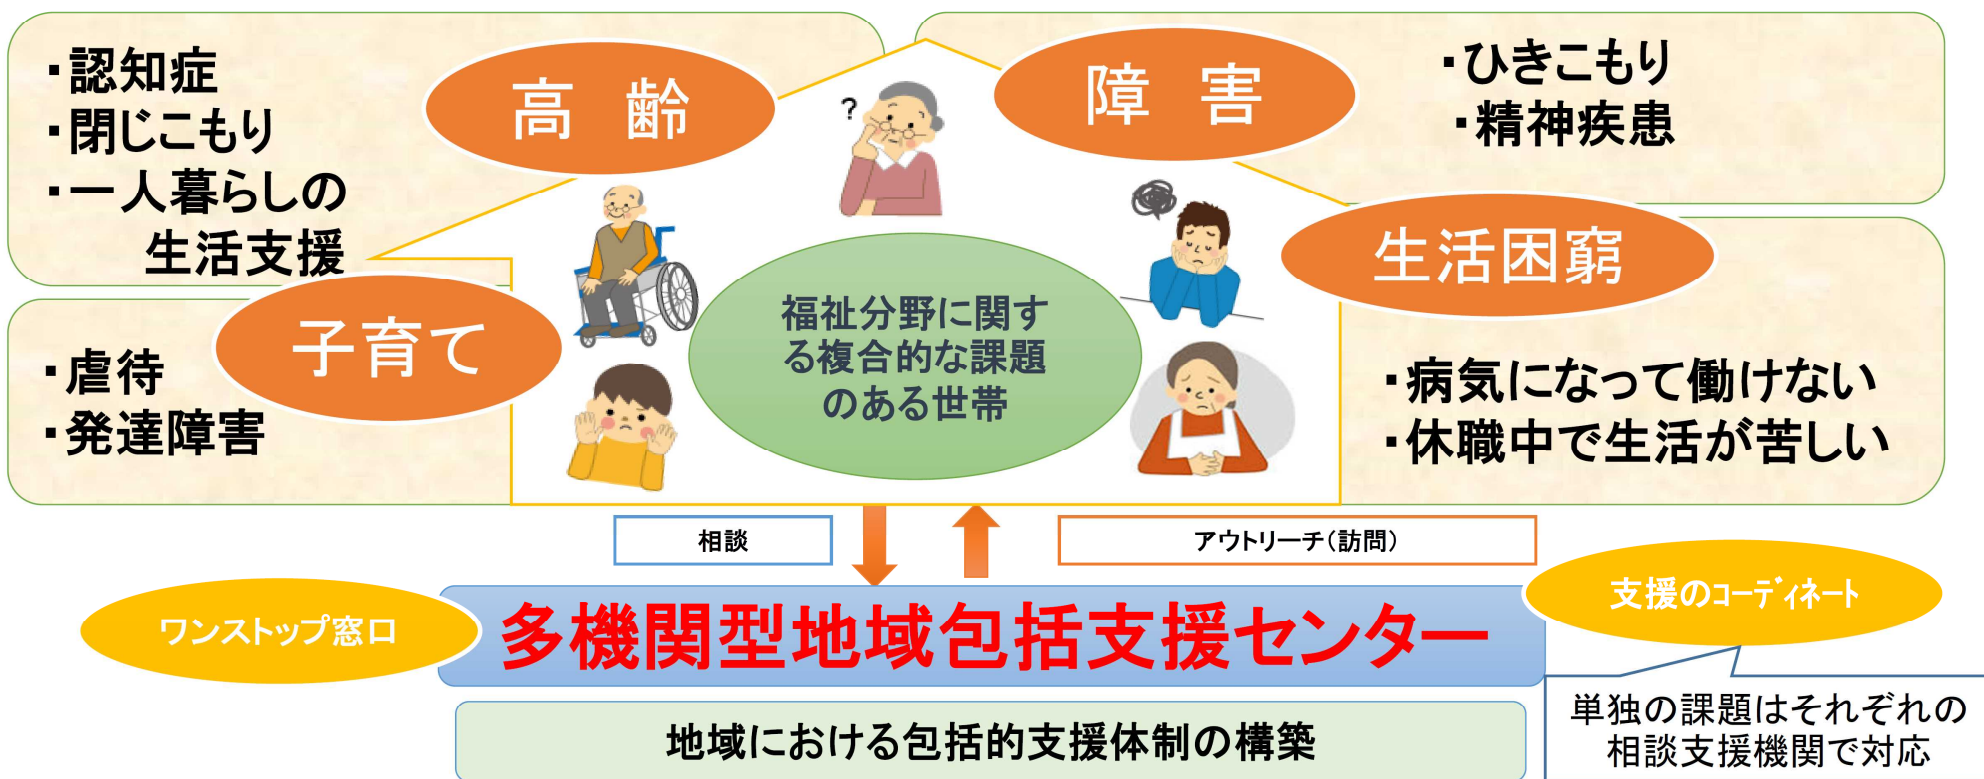 ・認知症
・閉じこもり
・一人暮らしの
生活支援
高 齢
?
障 害
・ひきこもり
・精神疾患
子育て
・虐待
・発達障害
福祉分野に関す
る複合的な課題
のある世帯
生活困窮
・病気になって働けない
・休職中で生活が苦しい
相談
アウトリーチ(訪問)
ワンストップ窓口
多機関型地域包括支援センター
支援のコーディネート
地域における包括的支援体制の構築
単独の課題はそれぞれの
相談支援機関で対応